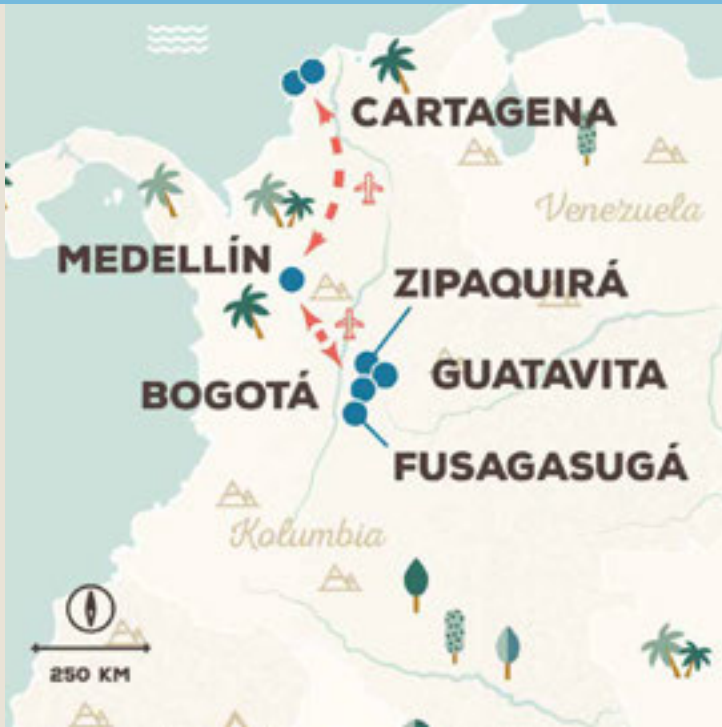 CARTAGENA
Venezuela
MEDELLÍN
ZIPAQUIRÁ
GUATAVITA
BOGOTÁ
FUSAGASUGÁ
Kolumbia
250 KM